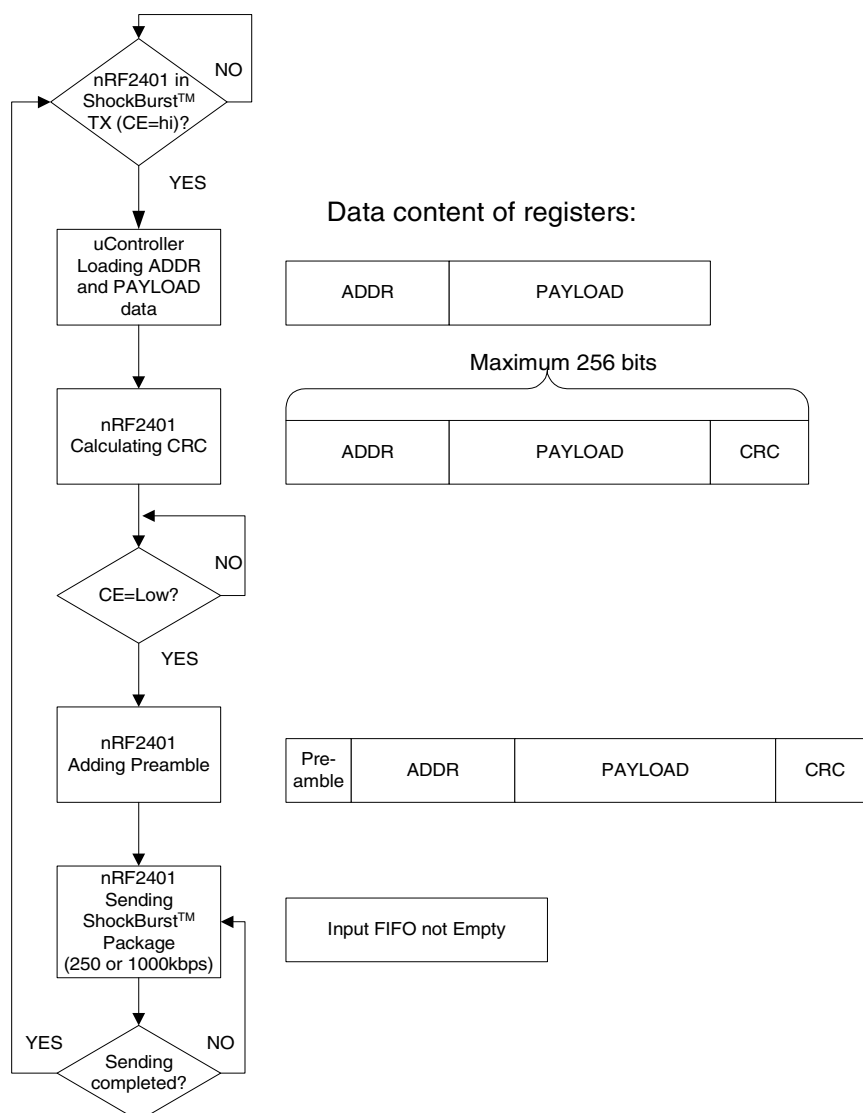 nRF2401 in
ShockBurst™
TX (CE=hi)?
NO
YES
Data content of registers:
uController
Loading ADDR
and PAYLOAD
data
ADDR
PAYLOAD
Maximum 256 bits
nRF2401
Calculating CRC
ADDR
PAYLOAD
CRC
NO
CE=Low?
YES
nRF2401
Adding Preamble
Pre-
amble
ADDR
PAYLOAD
CRC
nRF2401
Sending
ShockBurst™
Package
(250 or 1000kbps)
Input FIFO not Empty
YES
NO
Sending
completed?